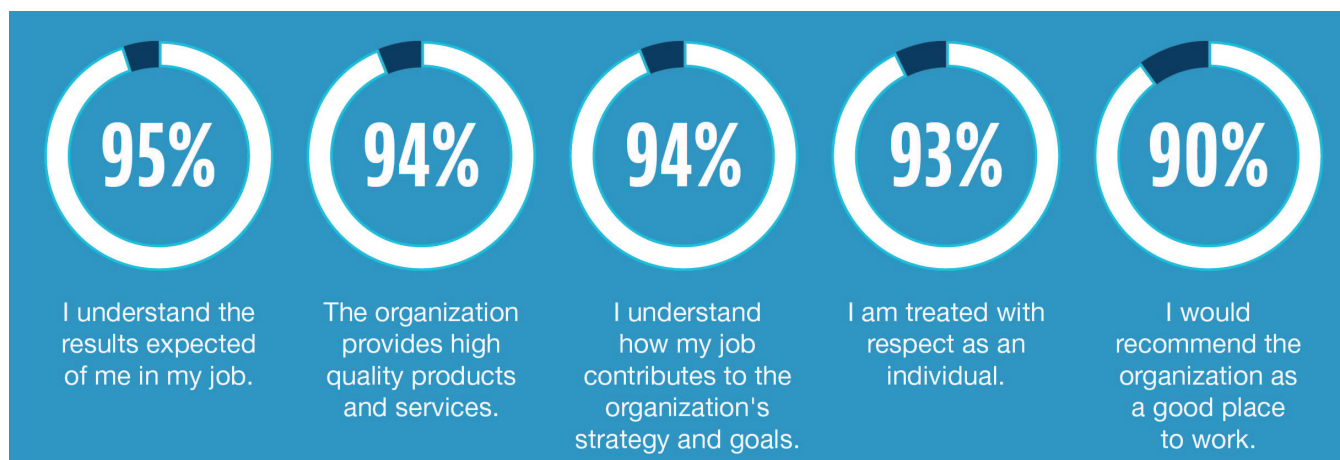 95%
I understand the
results expected
of me in my job.
94%
The organization
provides high
quality products
and services.
94%
I understand
how my job
contributes to the
organization's
strategy and goals.
93%
I am treated with
respect as an
individual.
90%
I would
recommend the
organization as
a good place
to work.